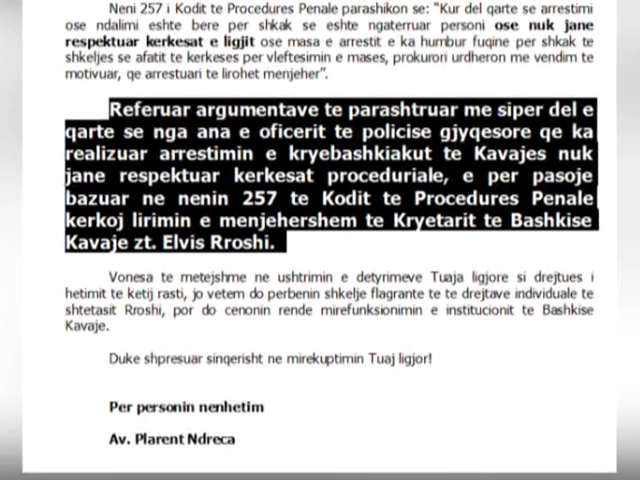 Neni 257 i Kodit te Procedures Penale parashikon se: "Kur del qarte se arrestimi
ose ndalimi eshte bere per shkak se eshte ngaterruar personi ose nuk jane
respektuar kerkesat e ligjit ose masa e arrestit e ka humbur fuqine per shkak te
shkeljes se afatit te kerkeses per vleftesimin e mases, prokurori urdheron me vendim te
motivuar, qe arrestuari te lirohet menjeher".
Referuar argumentave te parashtruar me siper del e
qarte se nga ana e oficerit te policise gjyqesore qe ka
realizuar arrestimin e kryebashkiakut te Kavajes nuk
jane respektuar kerkesat proceduriale, e per pasoje
bazuar ne nenin 257 te Kodit te Procedures Penale
kerkoj lirimin e menjehershem te Kryetarit te Bashkise
Kavaje zt. Elvis Rroshi.
Vonesa te metejshme ne ushtrimin e detyrimeve Tuaja ligjore si drejtues i
hetimit te ketij rasti, jo vetem do perbenin shkelje flagrante te te drejtave individuale te
shtetasit Rroshi, por do cenonin rende mirefunksionimin e institucionit te Bashkise
Kavaje.
Duke shpresuar sinqerisht ne mirekuptimin Tuaj ligjor!
Per personin nenhetim
Av. Plarent Ndreca